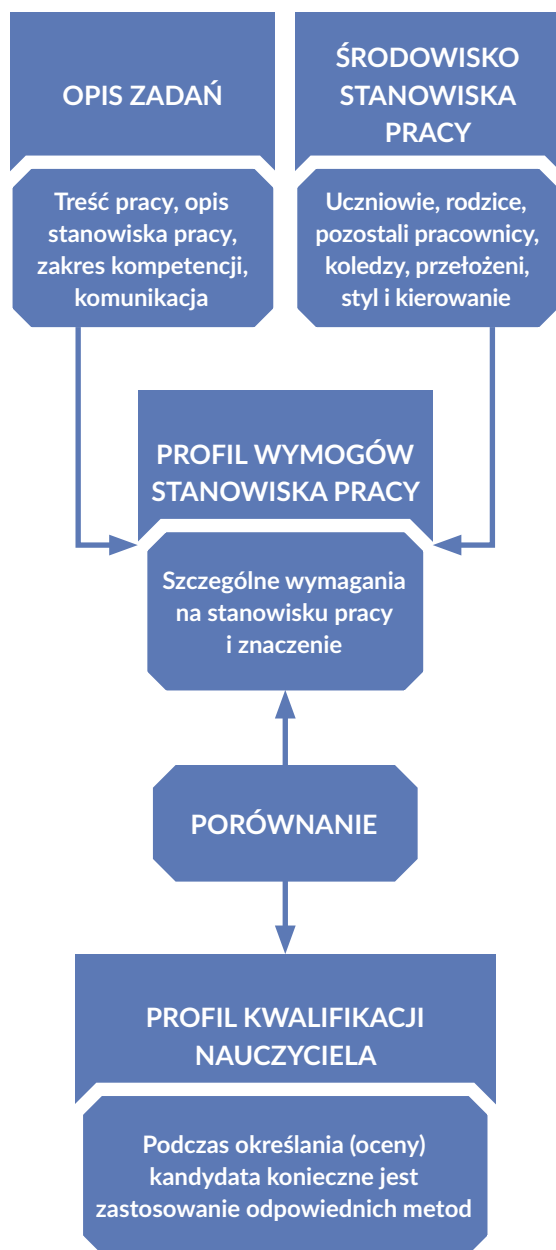 OPIS ZADAŃ
Treść pracy, opis
stanowiska pracy,
zakres kompetencji,
komunikacja
ŚRODOWISKO
STANOWISKA
PRACY
Uczniowie, rodzice,
pozostali pracownicy,
koledzy, przełożeni,
styl i kierowanie
PROFIL WYMOGÓW
STANOWISKA PRACY
Szczególne wymagania
na stanowisku pracy
i znaczenie
PORÓWNANIE
PROFIL KWALIFIKACJI
NAUCZYCIELA
Podczas określania (oceny)
kandydata konieczne jest
zastosowanie odpowiednich metod